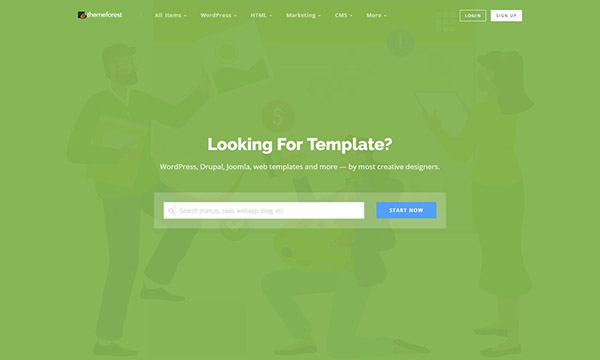 themeforest
All Items
WordPress
HTML
Marketing
CMS
More
LOGIN
SIGN UP
Looking For Template?
WordPress, Drupal, Joomla, web templates and more — by most creative designers.
Search startup, saas, webapp, blog, etc.
START NOW